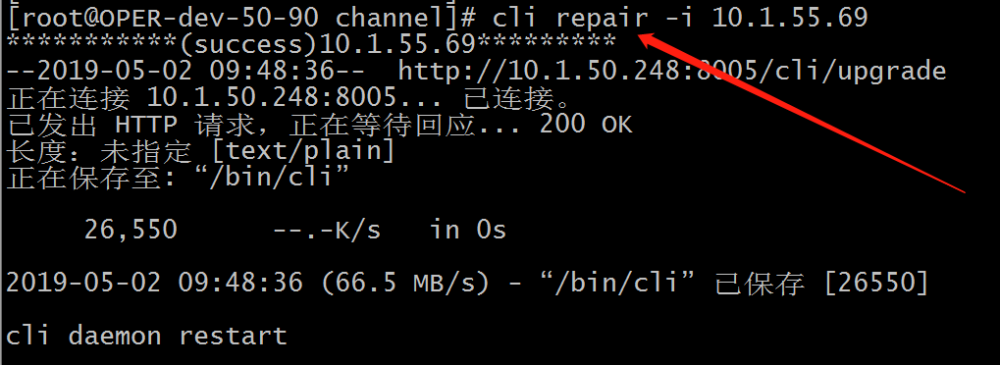 [root@OPER-dev-50-90 channel]# cli repair -i 10.1.55.69
***********(success)10.1.55.69*********
--2019-05-02 09:48:36--  http://10.1.50.248:8005/cli/upgrade
正在连接 10.1.50.248:8005... 已连接。
已发出 HTTP 请求，正在等待回应... 200 OK
长度：未指定 [text/plain]
正在保存至: “/bin/cli”
26,550      --.-K/s   in 0s
2019-05-02 09:48:36 (66.5 MB/s) - “/bin/cli” 已保存 [26550]
cli daemon restart